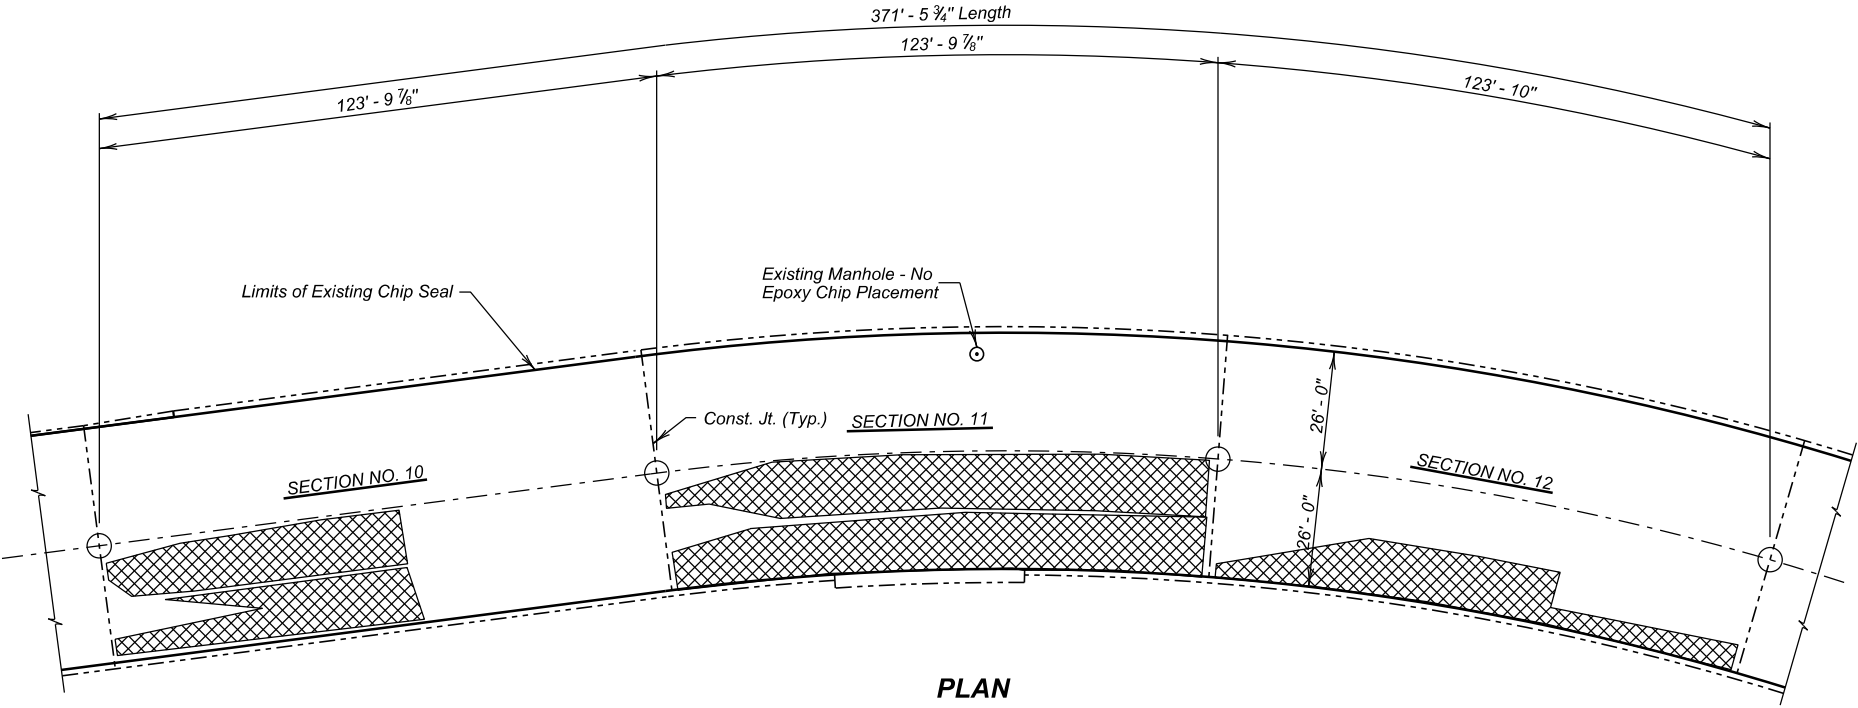 371' - 5 ¾" Length
123' - 9 ⅞"
123' - 9 ⅞"
123' - 10"
Limits of Existing Chip Seal
Existing Manhole - No
Epoxy Chip Placement
Const. Jt. (Typ.)
SECTION NO. 11
SECTION NO. 10
SECTION NO. 12
26' - 0"
26' - 0"
PLAN